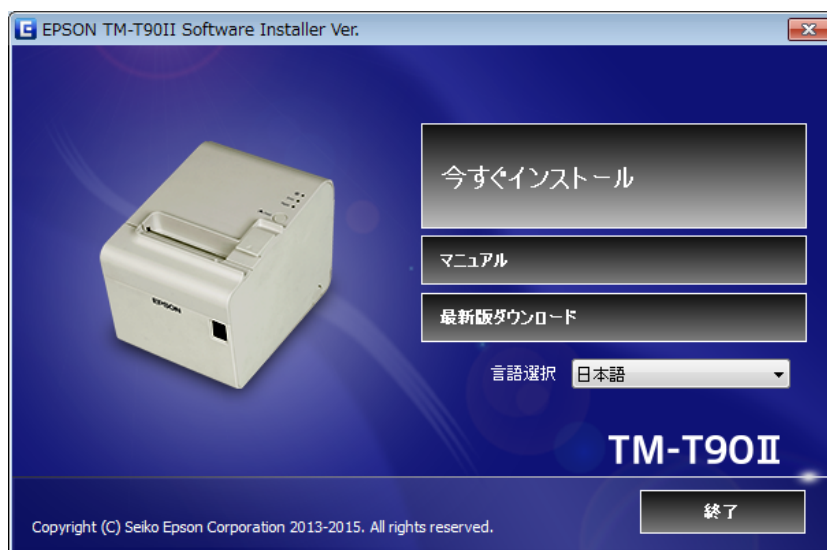 EPSON TM-T90II Software Installer Ver.
今すぐインストール
マニュアル
最新版ダウンロード
言語選択 日本語
EPSON
TM-T90II
終了
Copyright (C) Seiko Epson Corporation 2013-2015. All rights reserved.